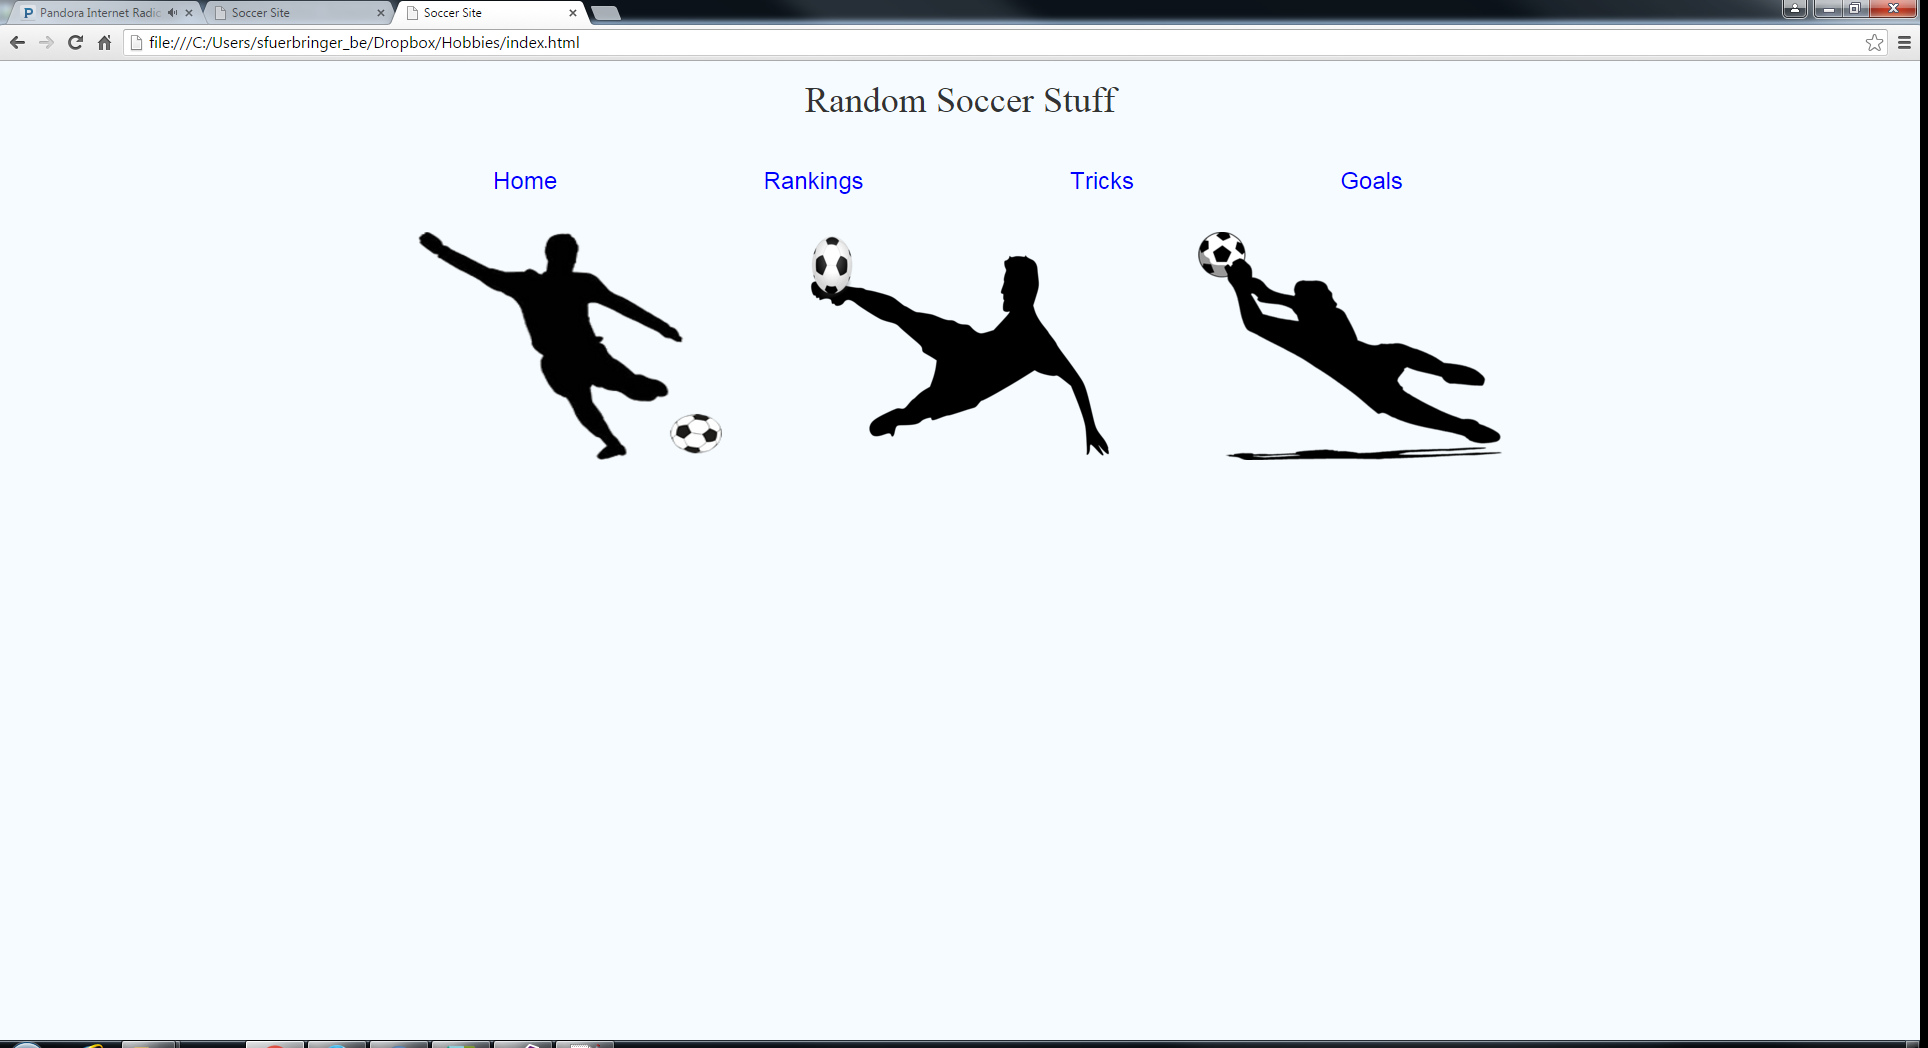 Pandora Internet Radio
Soccer Site
Soccer Site
file:///C:/Users/sfuerbringer_be/Dropbox/Hobbies/index.html
Random Soccer Stuff
Home Rankings Tricks Goals